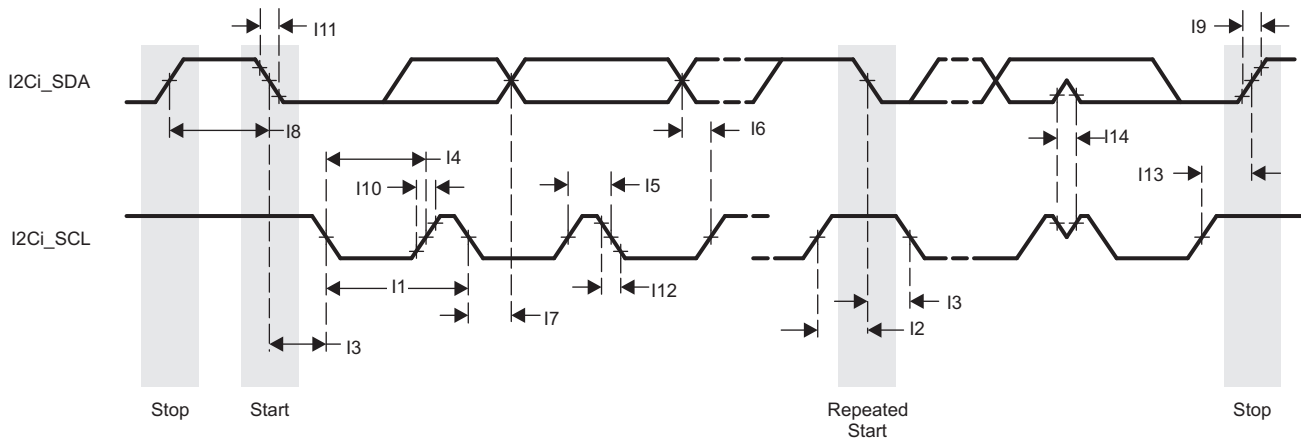 I11
I9
I2Ci_SDA
I8
I6
I4
I14
I10
I5
I13
I2Ci_SCL
I1
I12
I7
I3
I3
I2
Stop
Start
Repeated
Start
Stop